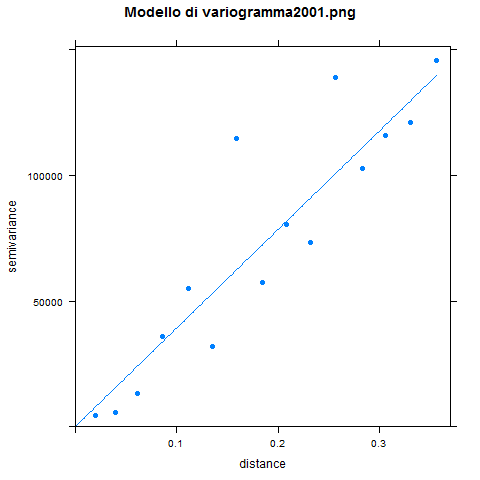 Modello di variogramma2001.png
100000
50000
semivariance
0.1 0.2 0.3
distance